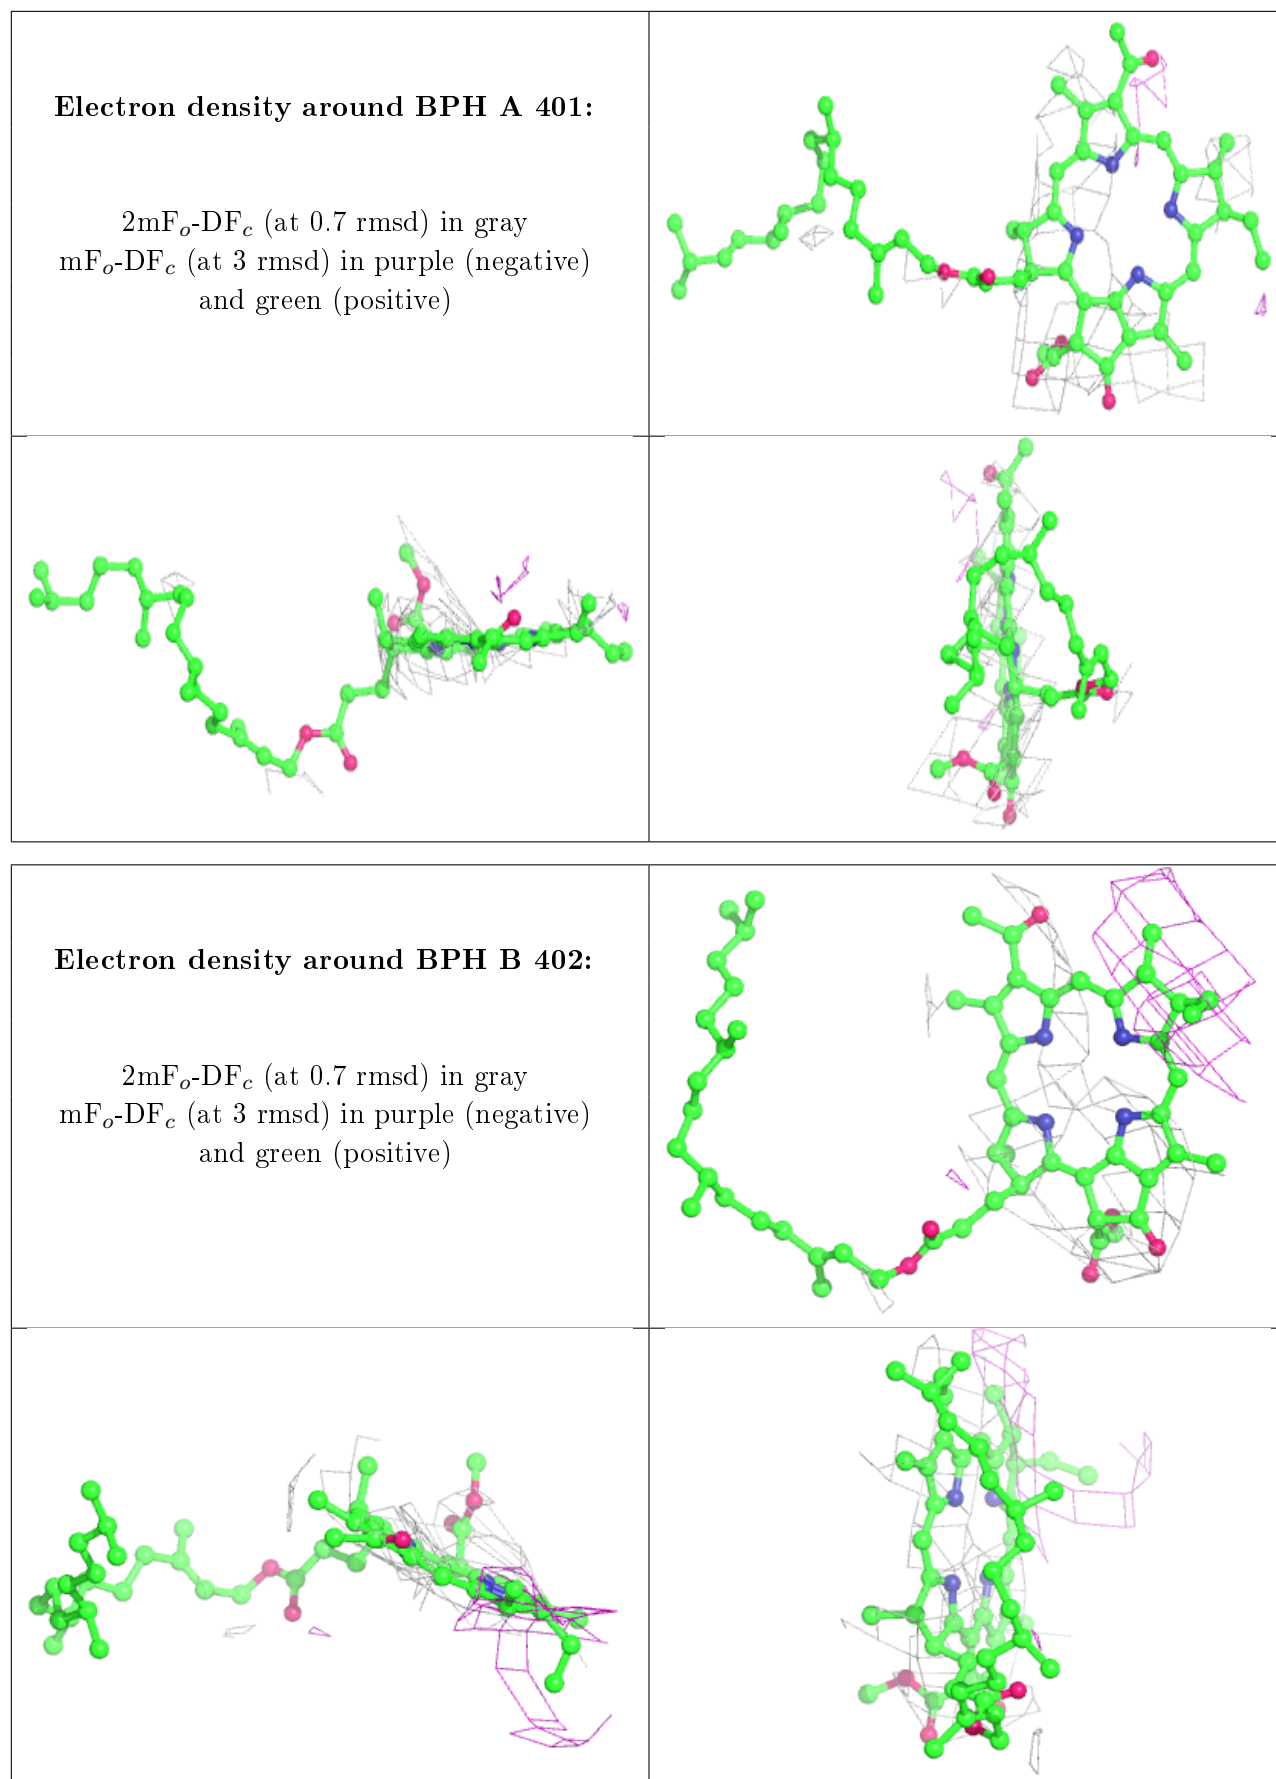 Electron density around BPH A 401:
2mFo-DFc (at 0.7 rmsd) in gray
mFo-DFc (at 3 rmsd) in purple (negative)
and green (positive)
Electron density around BPH B 402:
2mFo-DFc (at 0.7 rmsd) in gray
mFo-DFc (at 3 rmsd) in purple (negative)
and green (positive)